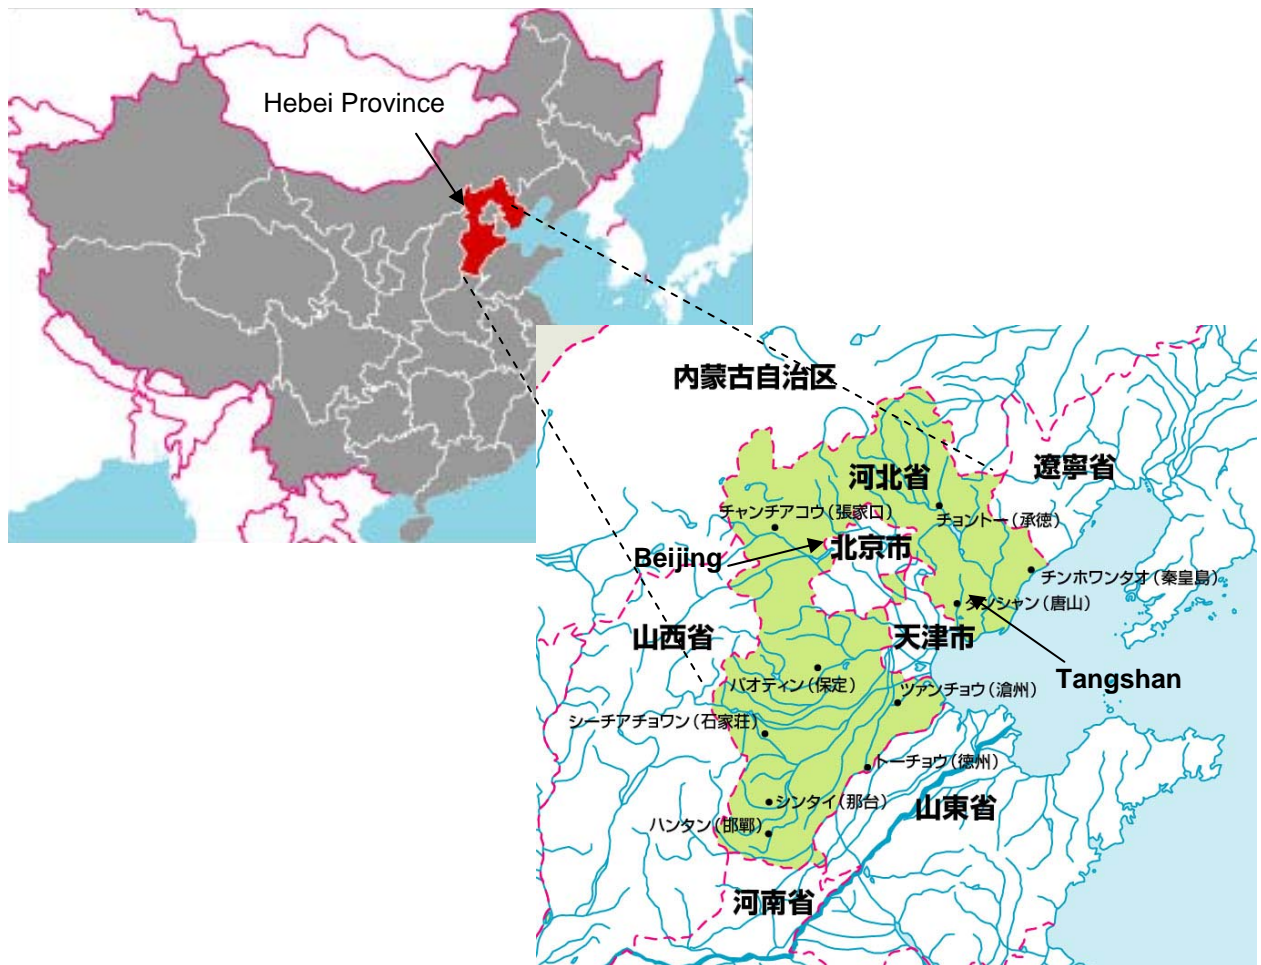 Hebei Province
内蒙古自治区
遼寧省
河北省
チャンチアコウ(張家口)
チョントー(承徳)
北京市
Beijing
チンホワンタオ(秦皇島)
タンシャン(唐山)
山西省
天津市
Tangshan
バオティン(保定)
ツァンチョウ(滄州)
シーチアチョワン(石家荘)
トーチョウ(徳州)
シンタイ(那台)
山東省
ハンタン(邯鄲)
河南省